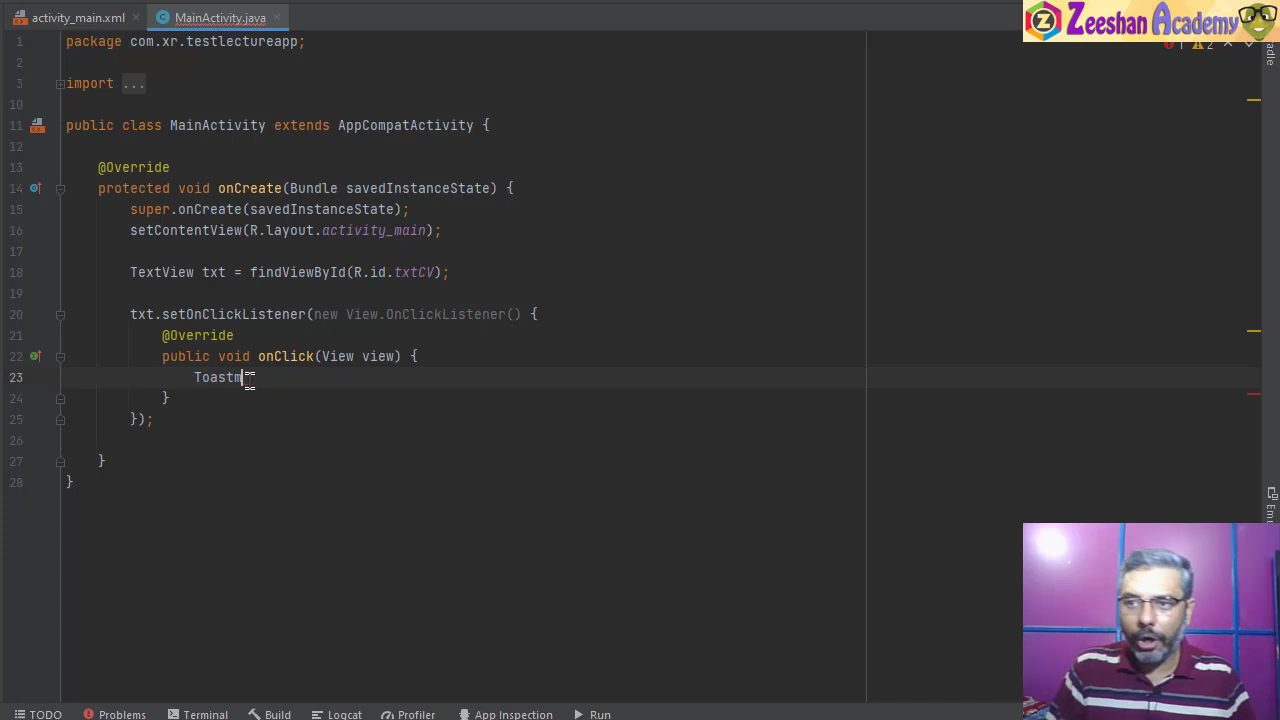 activity_main.xml
MainActivity.java
Zeeshan Academy
1 package com.xr.testlectureapp;
1 2
2
3 import ...
10
11 public class MainActivity extends AppCompatActivity {
12
13 @Override
14 protected void onCreate(Bundle savedInstanceState) {
15 super.onCreate(savedInstanceState);
16 setContentView(R.layout.activity_main);
17
18 TextView txt = findViewById(R.id.txtCV);
19
20 txt.setOnClickListener(new View.OnClickListener() {
21 @Override
22 public void onClick(View view) {
23 Toastm
24 }
25 });
26
27 }
28 }
TODO Problems Terminal Build Logcat Profiler App Inspection Run